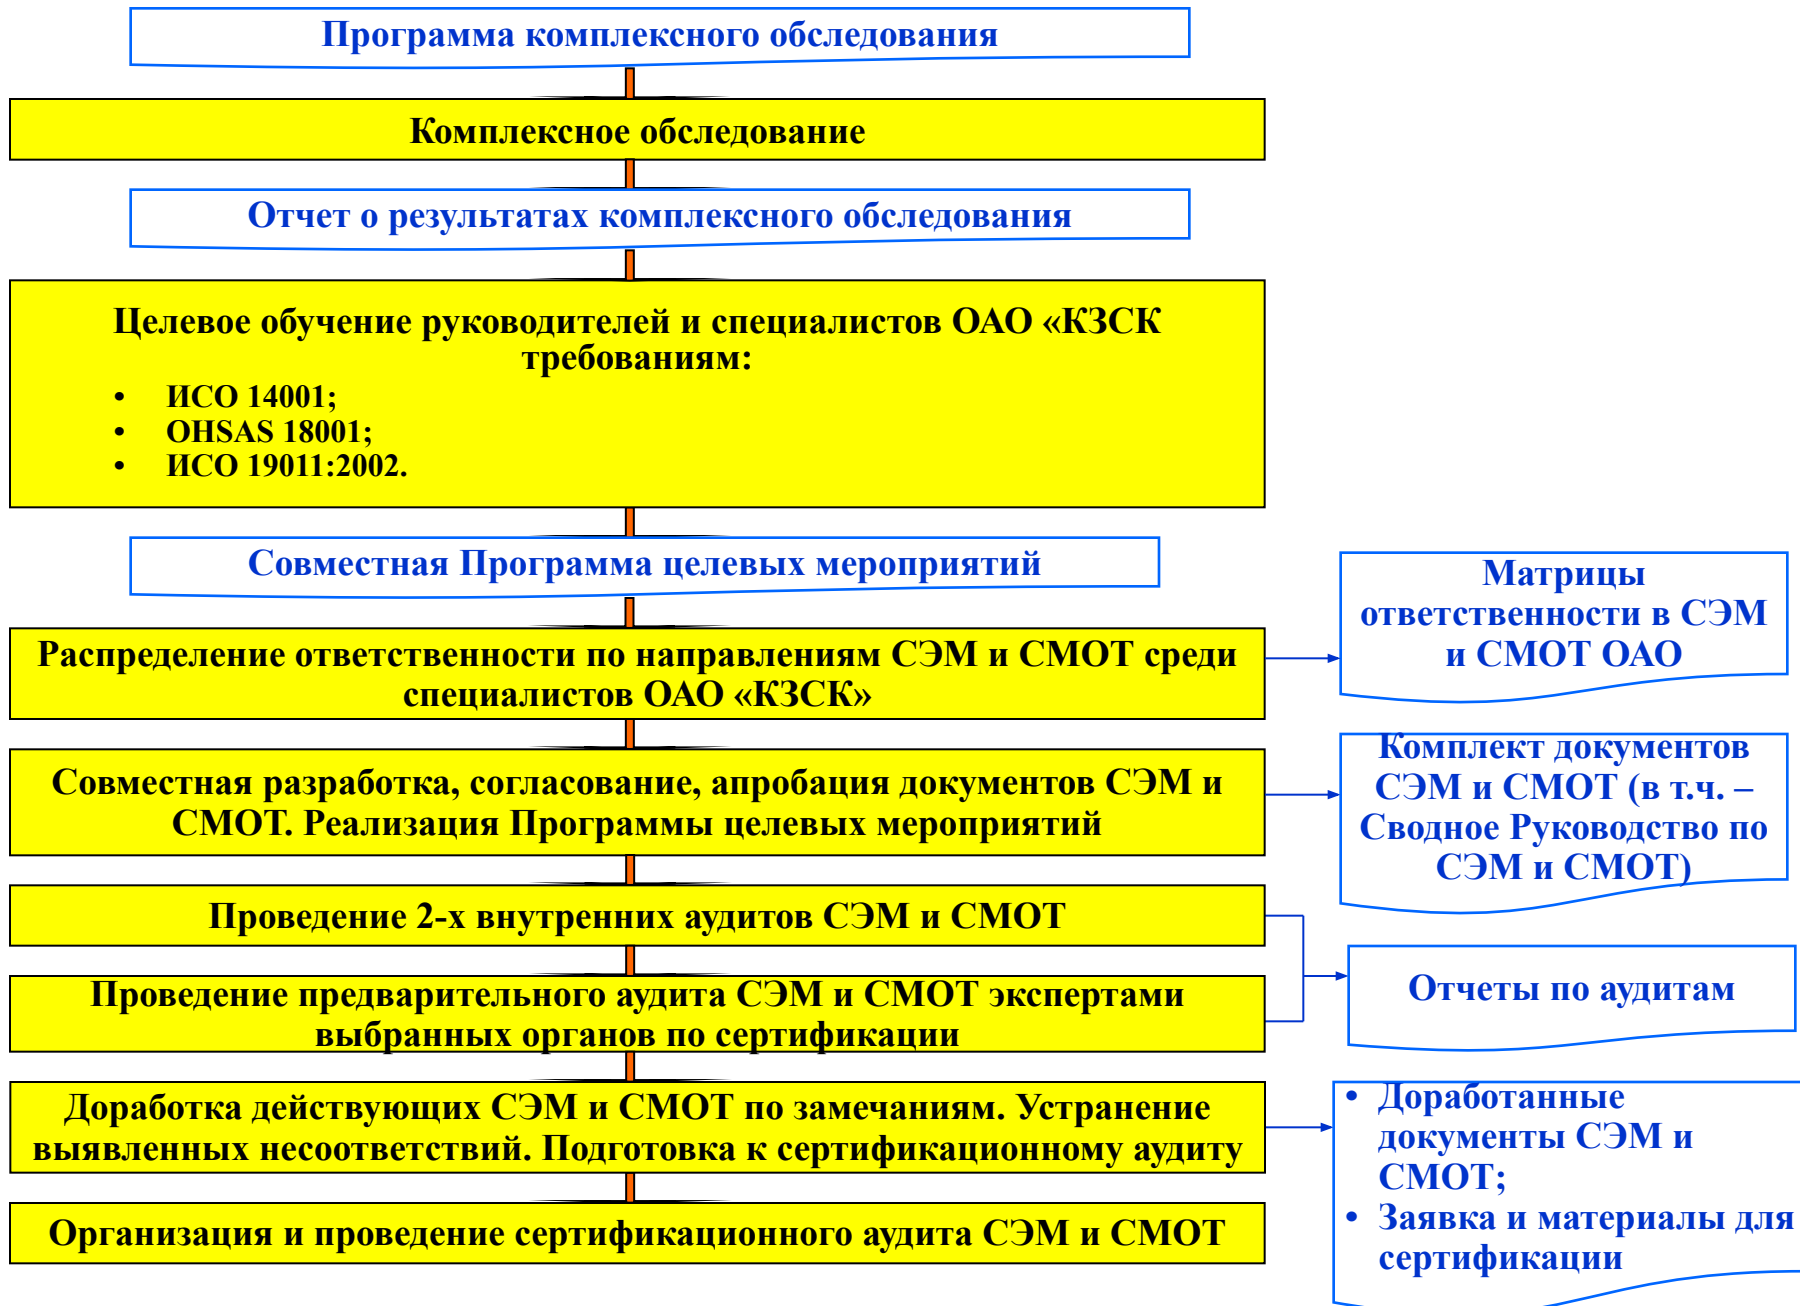 Программа комплексного обследования
Комплексное обследование
Отчет о результатах комплексного обследования
Целевое обучение руководителей и специалистов ОАО «КЗСК
требованиям:
• ИСО 14001;
• OHSAS 18001;
• ИСО 19011:2002.
Совместная Программа целевых мероприятий
Распределение ответственности по направлениям СЭМ и СМОТ среди
специалистов ОАО «КЗСК»
Матрицы
ответственности в СЭМ
и СМОТ ОАО
Совместная разработка, согласование, апробация документов СЭМ и
СМОТ. Реализация Программы целевых мероприятий
Комплект документов
СЭМ и СМОТ (в т.ч. –
Сводное Руководство по
СЭМ и СМОТ)
Проведение 2-х внутренних аудитов СЭМ и СМОТ
Проведение предварительного аудита СЭМ и СМОТ экспертами
выбранных органов по сертификации
Отчеты по аудитам
Доработка действующих СЭМ и СМОТ по замечаниям. Устранение
выявленных несоответствий. Подготовка к сертификационному аудиту
• Доработанные
документы СЭМ и
СМОТ;
• Заявка и материалы для
сертификации
Организация и проведение сертификационного аудита СЭМ и СМОТ